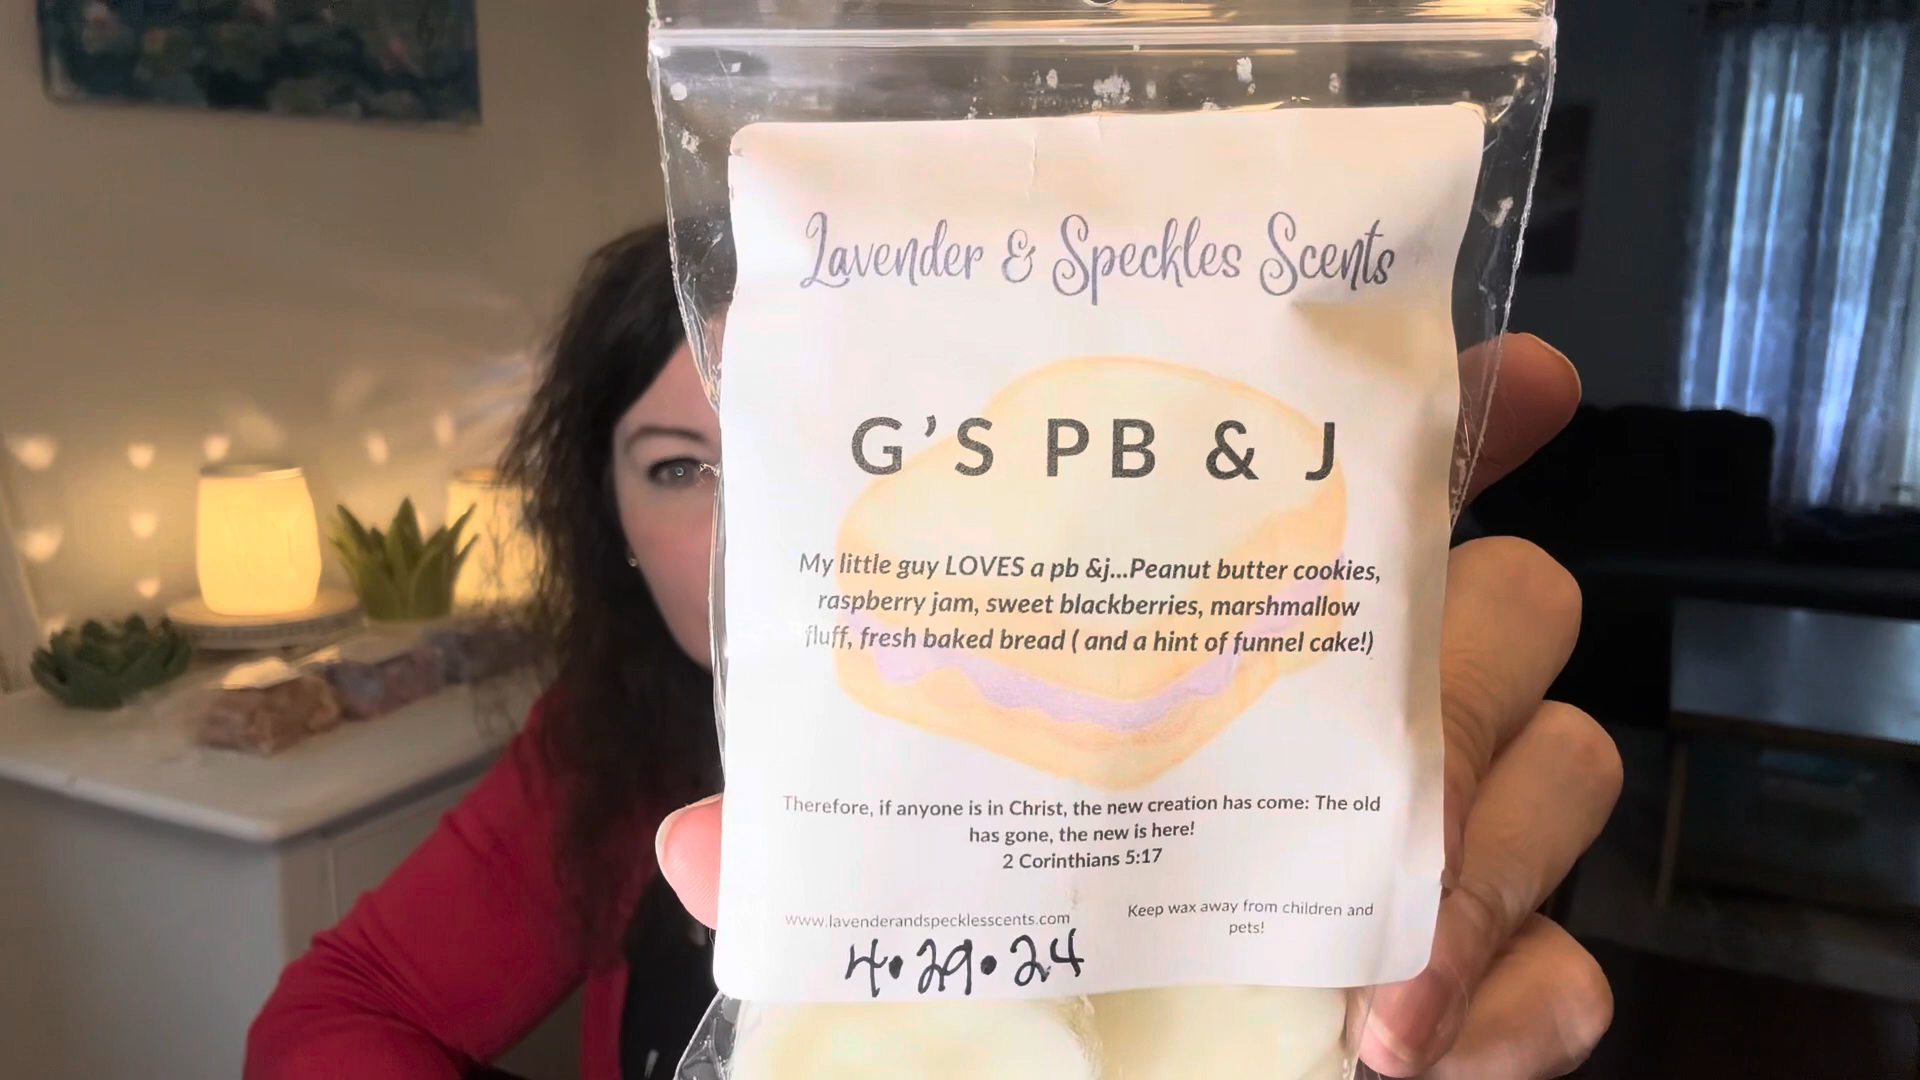 Lavender & Speckles Scents
G'S PB & J
My little guy LOVES a pb &j...Peanut butter cookies,
raspberry jam, sweet blackberries, marshmallow
fluff, fresh baked bread ( and a hint of funnel cake!)
Therefore, if anyone is in Christ, the new creation has come: The old
has gone, the new is here!
2 Corinthians 5:17
www.lavenderandspecklesscents.com
Keep wax away from children and
pets!
4.29.24